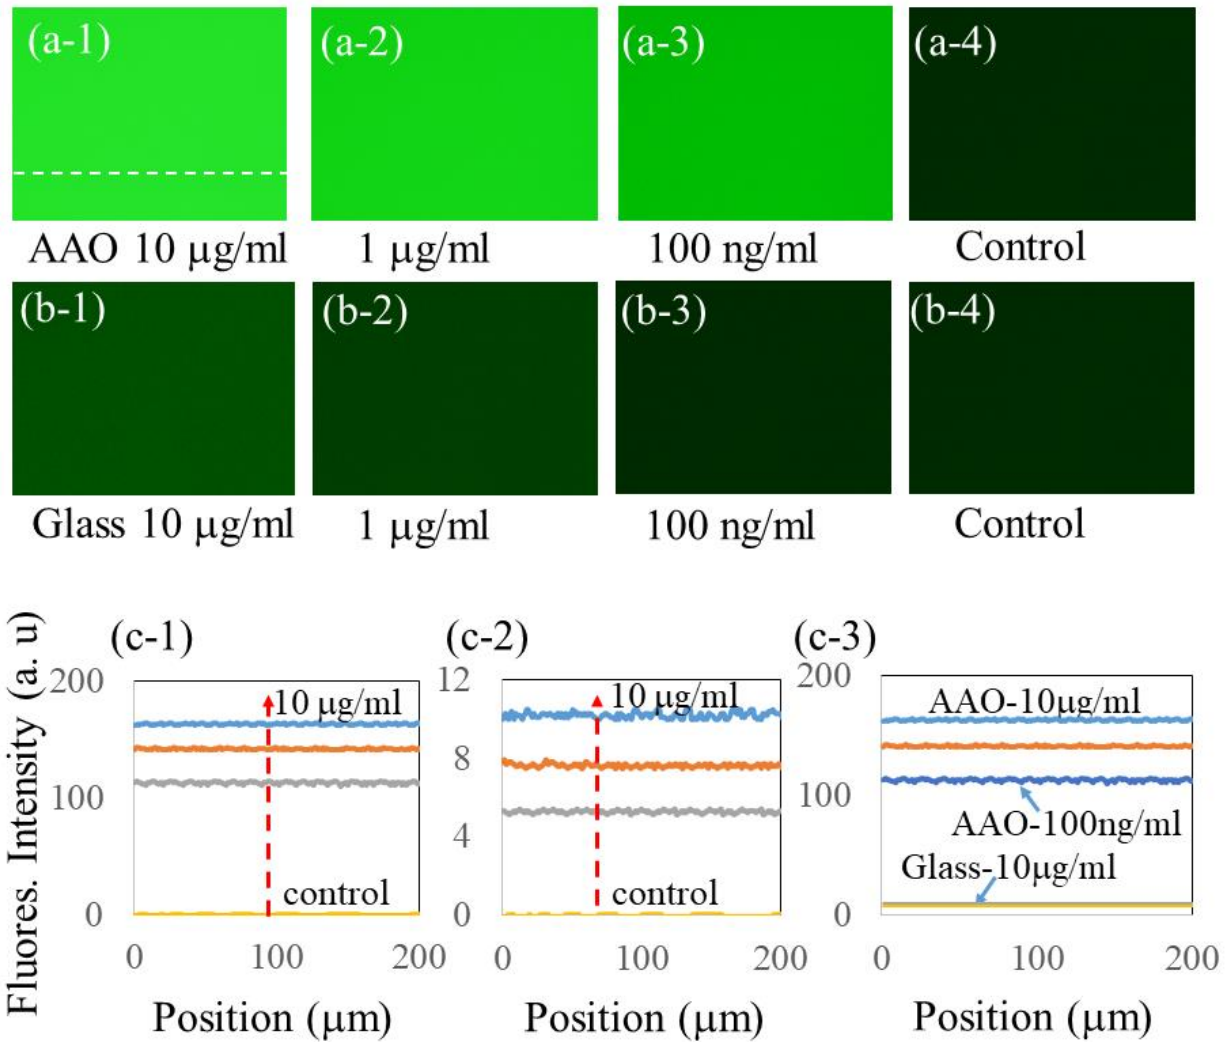 (a-1) (a-2) (a-3) (a-4)
AAO 10 μg/ml 1 μg/ml 100 ng/ml Control
(b-1) (b-2) (b-3) (b-4)
Glass 10 μg/ml 1 μg/ml 100 ng/ml Control
Fluores. Intensity (a. u)
(c-1)
200
100
0
10 μg/ml
control
0 100 200
Position (μm)
(c-2)
12
8
4
0
10 μg/ml
control
0 100 200
Position (μm)
(c-3)
200
100
0
AAO-10μg/ml
AAO-100ng/ml
Glass-10μg/ml
0 100 200
Position (μm)